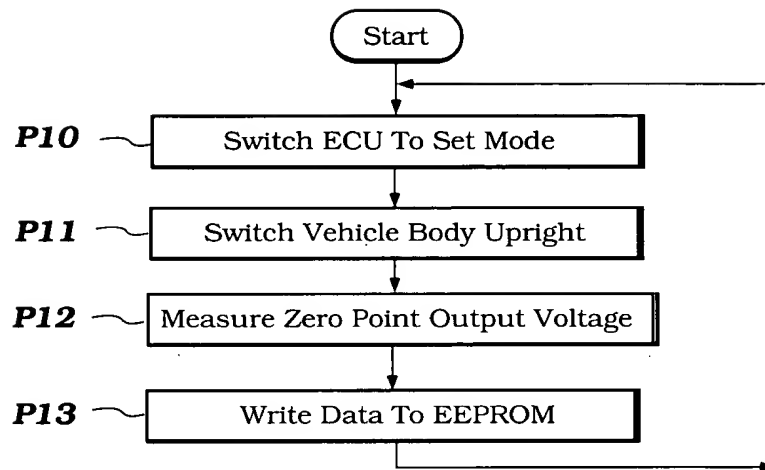 Start
P10 Switch ECU To Set Mode
P11 Switch Vehicle Body Upright
P12 Measure Zero Point Output Voltage
P13 Write Data To EEPROM